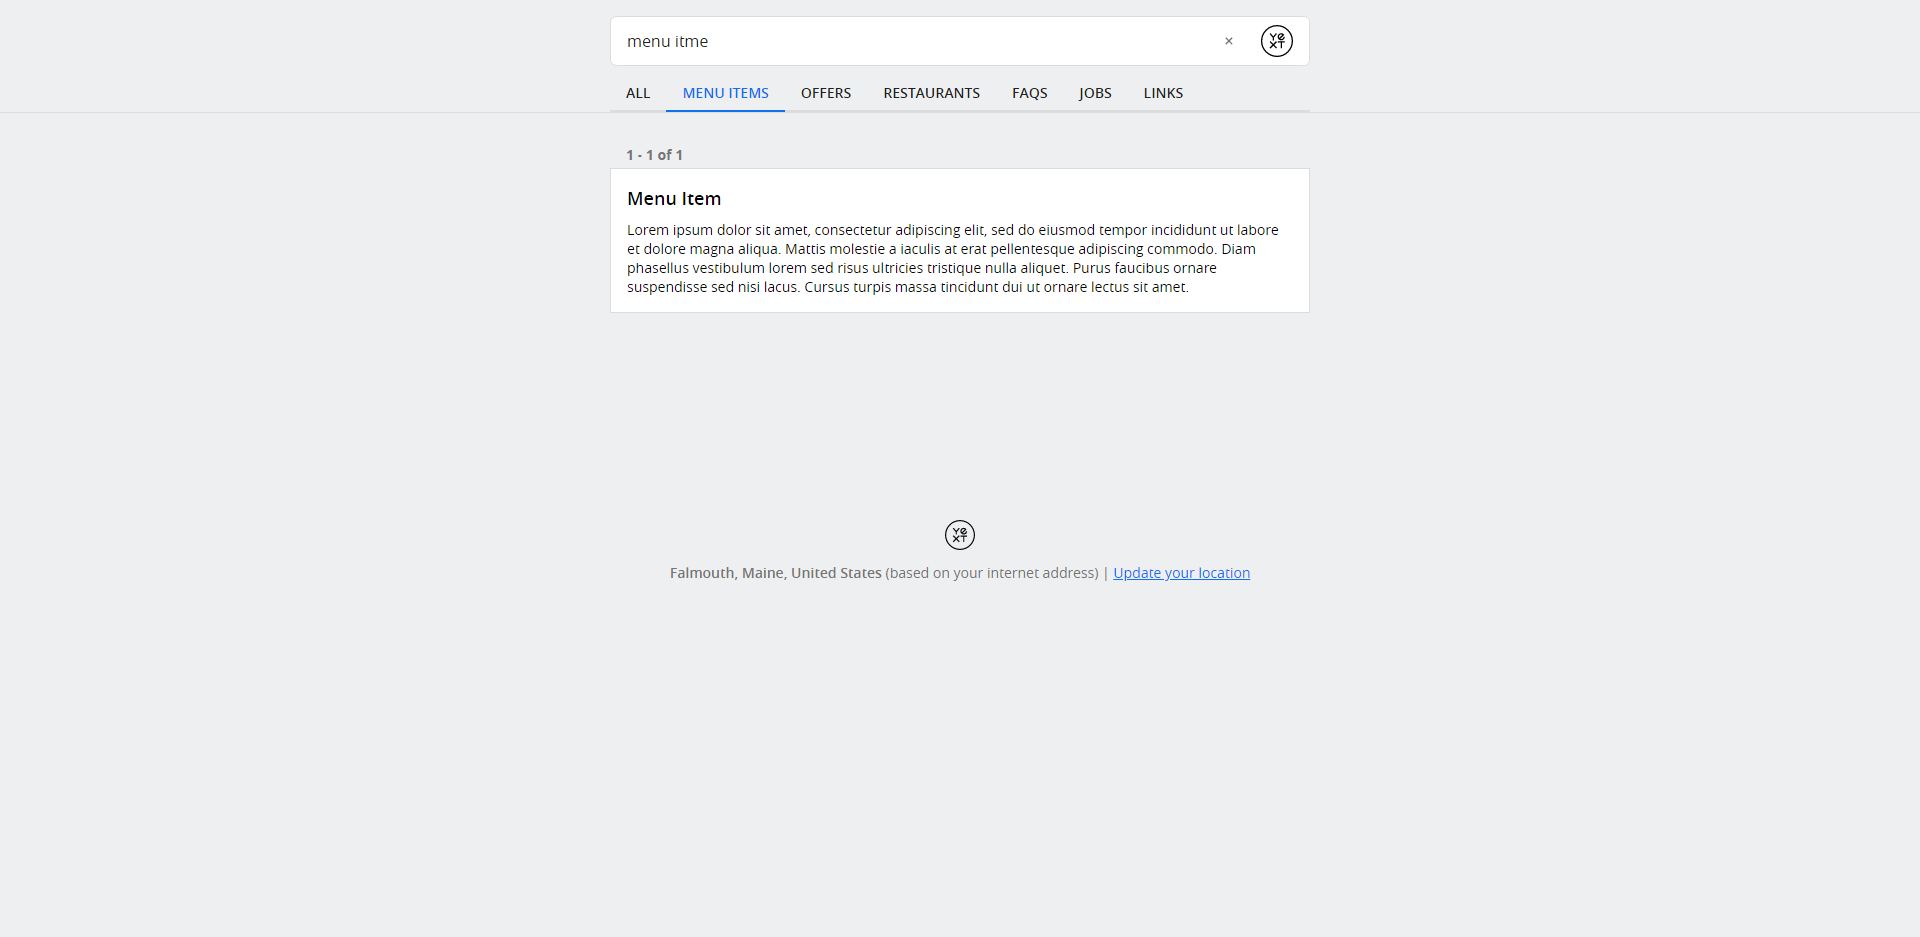 menu itme ×
YEXT
ALL MENU ITEMS OFFERS RESTAURANTS FAQS JOBS LINKS
1 - 1 of 1
Menu Item
Lorem ipsum dolor sit amet, consectetur adipiscing elit, sed do eiusmod tempor incididunt ut labore
et dolore magna aliqua. Mattis molestie a iaculis at erat pellentesque adipiscing commodo. Diam
phasellus vestibulum lorem sed risus ultricies tristique nulla aliquet. Purus faucibus ornare
suspendisse sed nisi lacus. Cursus turpis massa tincidunt dui ut ornare lectus sit amet.
YEXT
Falmouth, Maine, United States (based on your internet address) | Update your location